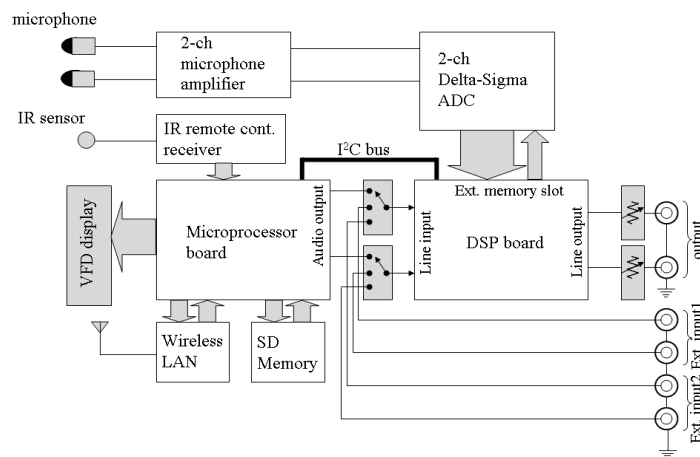 microphone
2-ch
microphone
amplifier
2-ch
Delta-Sigma
ADC
IR sensor
IR remote cont.
receiver
I²C bus
VFD display
Microprocessor
board
Audio output
Line input
Ext. memory slot
DSP board
Line output
output
Wireless
LAN
SD
Memory
Ext. input1
Ext. input2